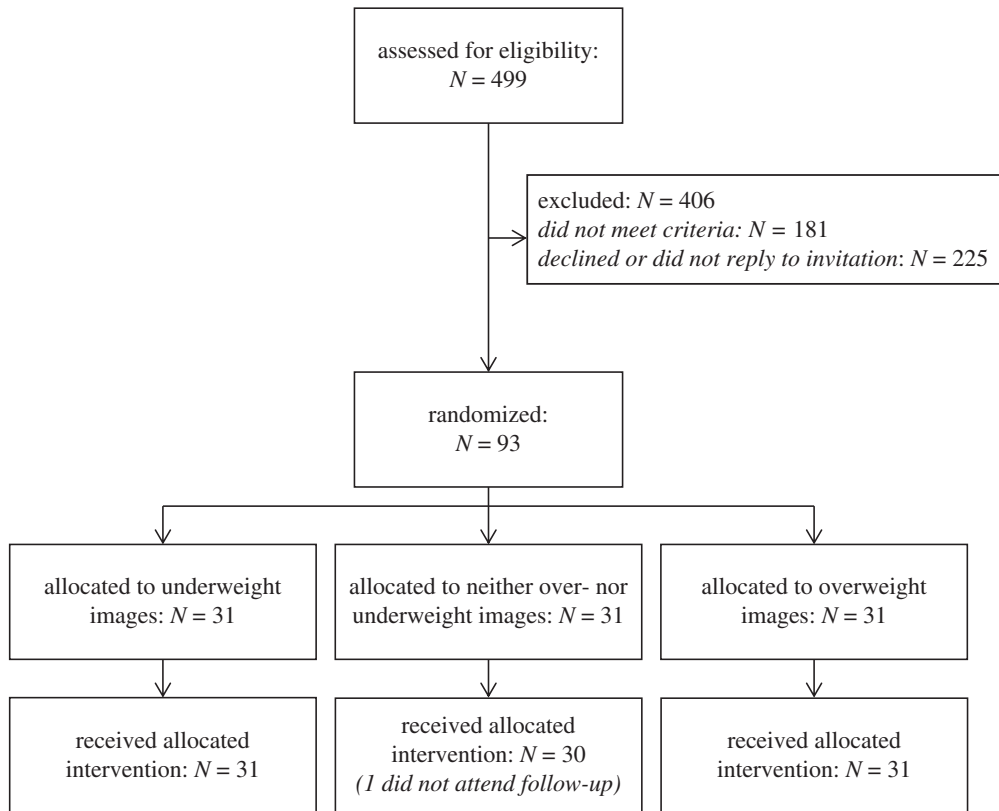 assessed for eligibility:
N = 499
excluded: N = 406
did not meet criteria: N = 181
declined or did not reply to invitation: N = 225
randomized:
N = 93
allocated to underweight
images: N = 31
allocated to neither over- nor
underweight images: N = 31
allocated to overweight
images: N = 31
received allocated
intervention: N = 31
received allocated
intervention: N = 30
(1 did not attend follow-up)
received allocated
intervention: N = 31